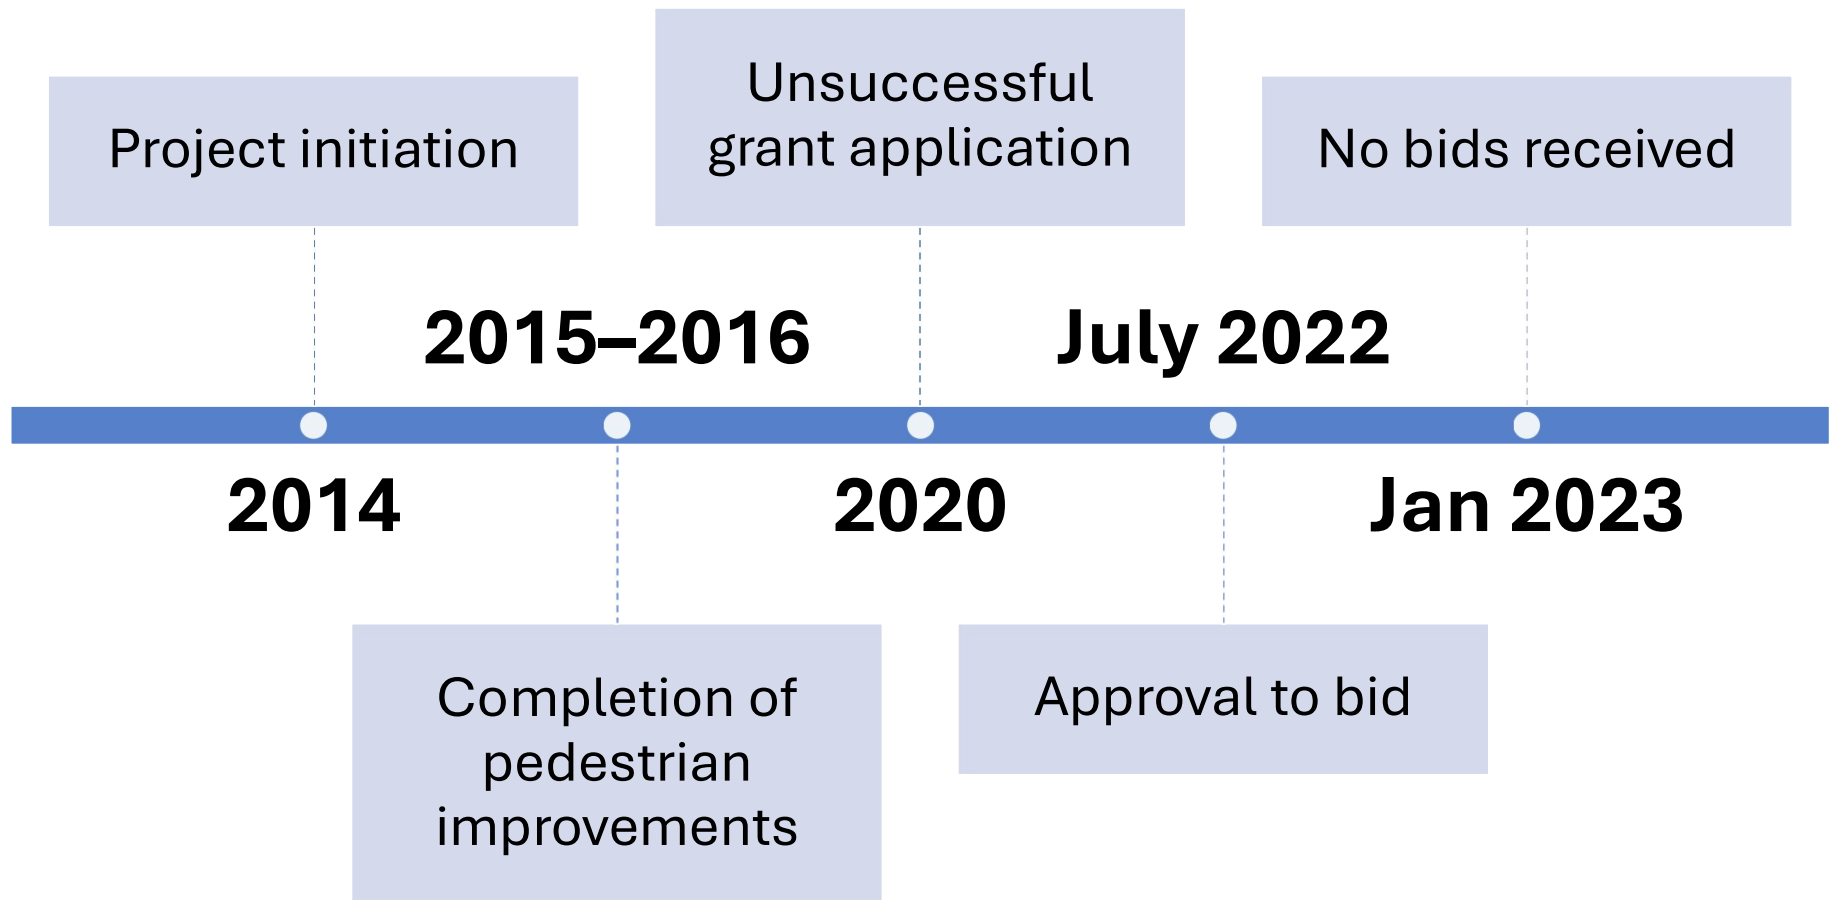 Project initiation
Unsuccessful
grant application
No bids received
2015–2016
July 2022
2014
2020
Jan 2023
Completion of
pedestrian
improvements
Approval to bid